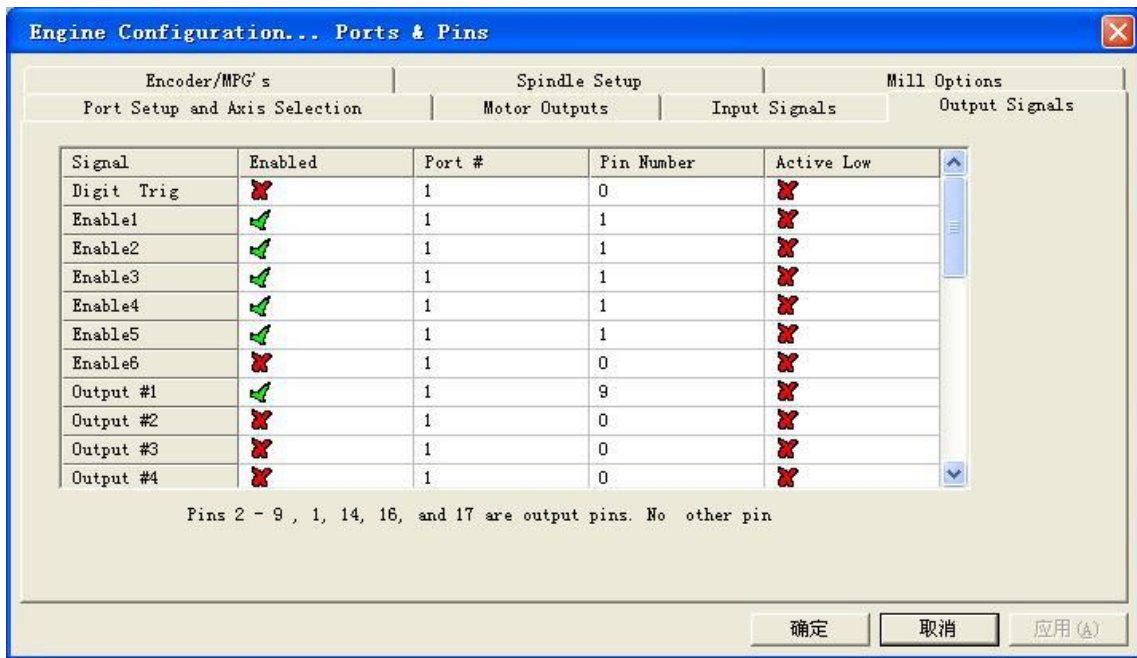 Engine Configuration... Ports & Pins
Encoder/MPG's Spindle Setup Mill Options
Port Setup and Axis Selection Motor Outputs Input Signals Output Signals
Signal Enabled Port # Pin Number Active Low
Digit Trig 1 0
Enable1 1 1
Enable2 1 1
Enable3 1 1
Enable4 1 1
Enable5 1 1
Enable6 1 0
Output #1 1 9
Output #2 1 0
Output #3 1 0
Output #4 1 0
Pins 2 - 9 , 1, 14, 16, and 17 are output pins. No other pin
确定 取消 应用(A)